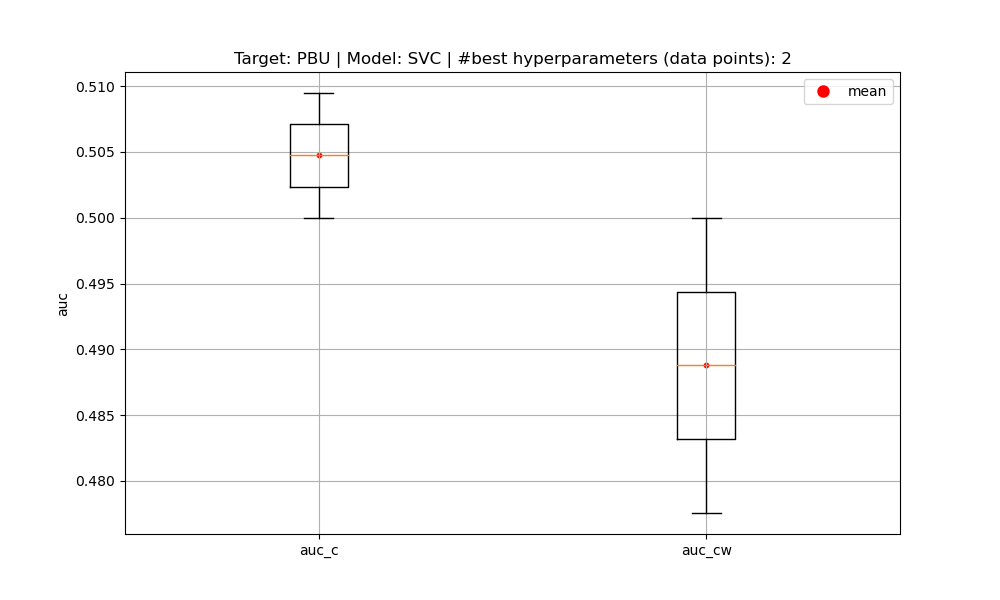 Target: PBU | Model: SVC | #best hyperparameters (data points): 2
mean
0.510
0.505
0.500
0.495
0.490
0.485
0.480
auc
auc_c
auc_cw